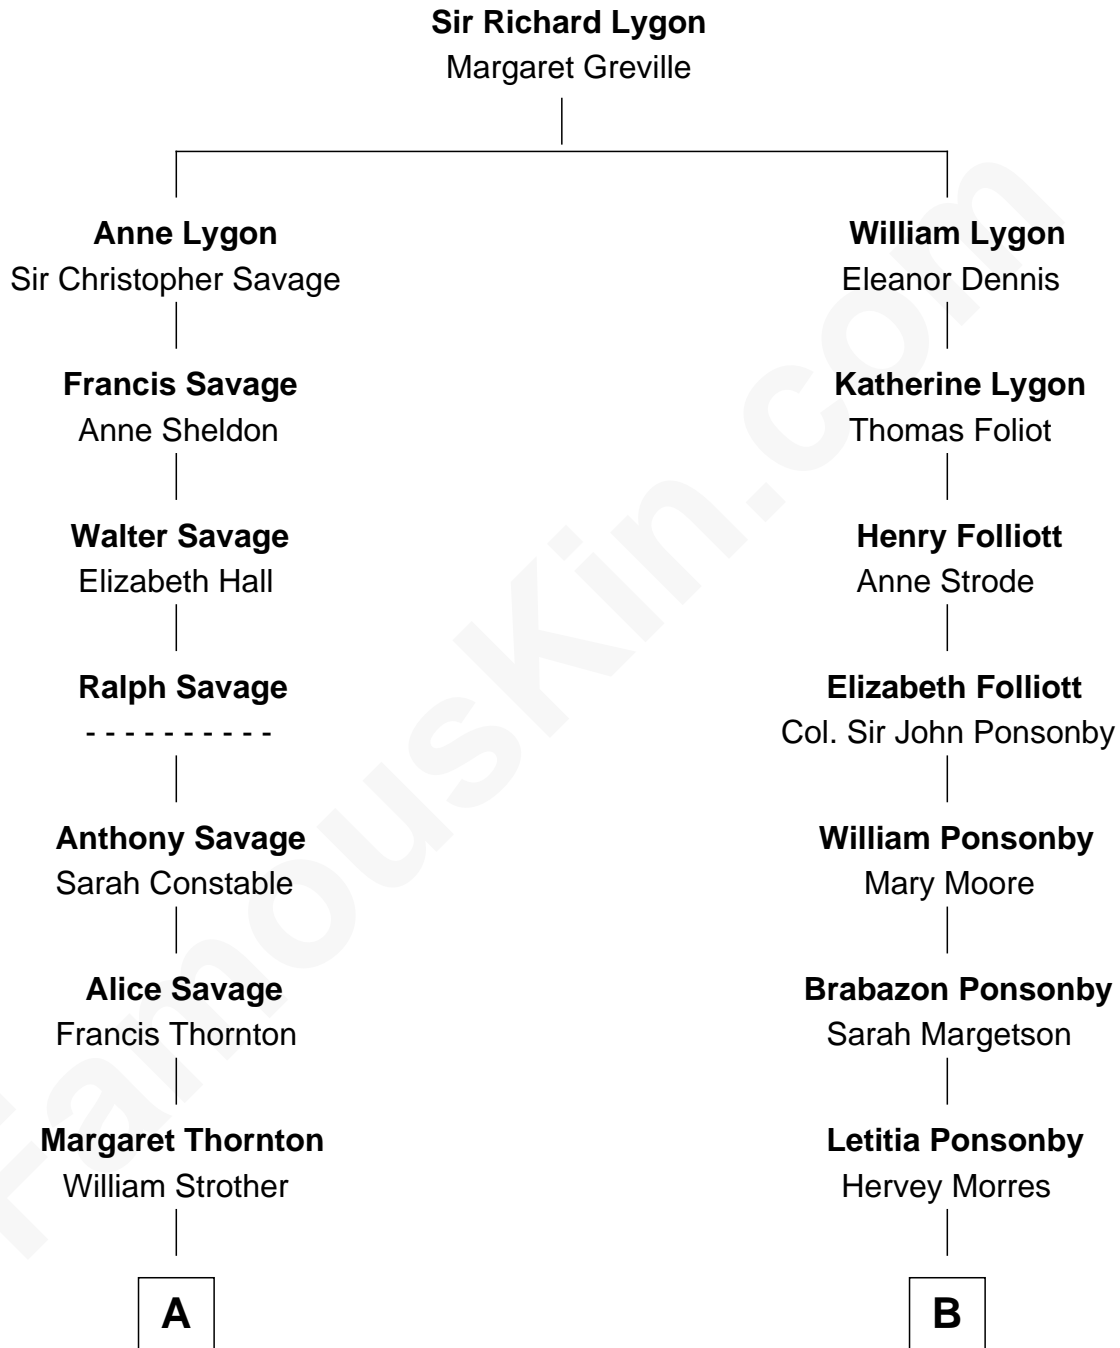 Sir Richard Lygon
Margaret Greville
Anne Lygon
Sir Christopher Savage
William Lygon
Eleanor Dennis
Francis Savage
Anne Sheldon
Katherine Lygon
Thomas Foliot
Walter Savage
Elizabeth Hall
Henry Folliott
Anne Strode
Ralph Savage
- - - - - - - - - -
Elizabeth Folliott
Col. Sir John Ponsonby
Anthony Savage
Sarah Constable
William Ponsonby
Mary Moore
Alice Savage
Francis Thornton
Brabazon Ponsonby
Sarah Margetson
Margaret Thornton
William Strother
Letitia Ponsonby
Hervey Morres
A
B
FamousKin.com